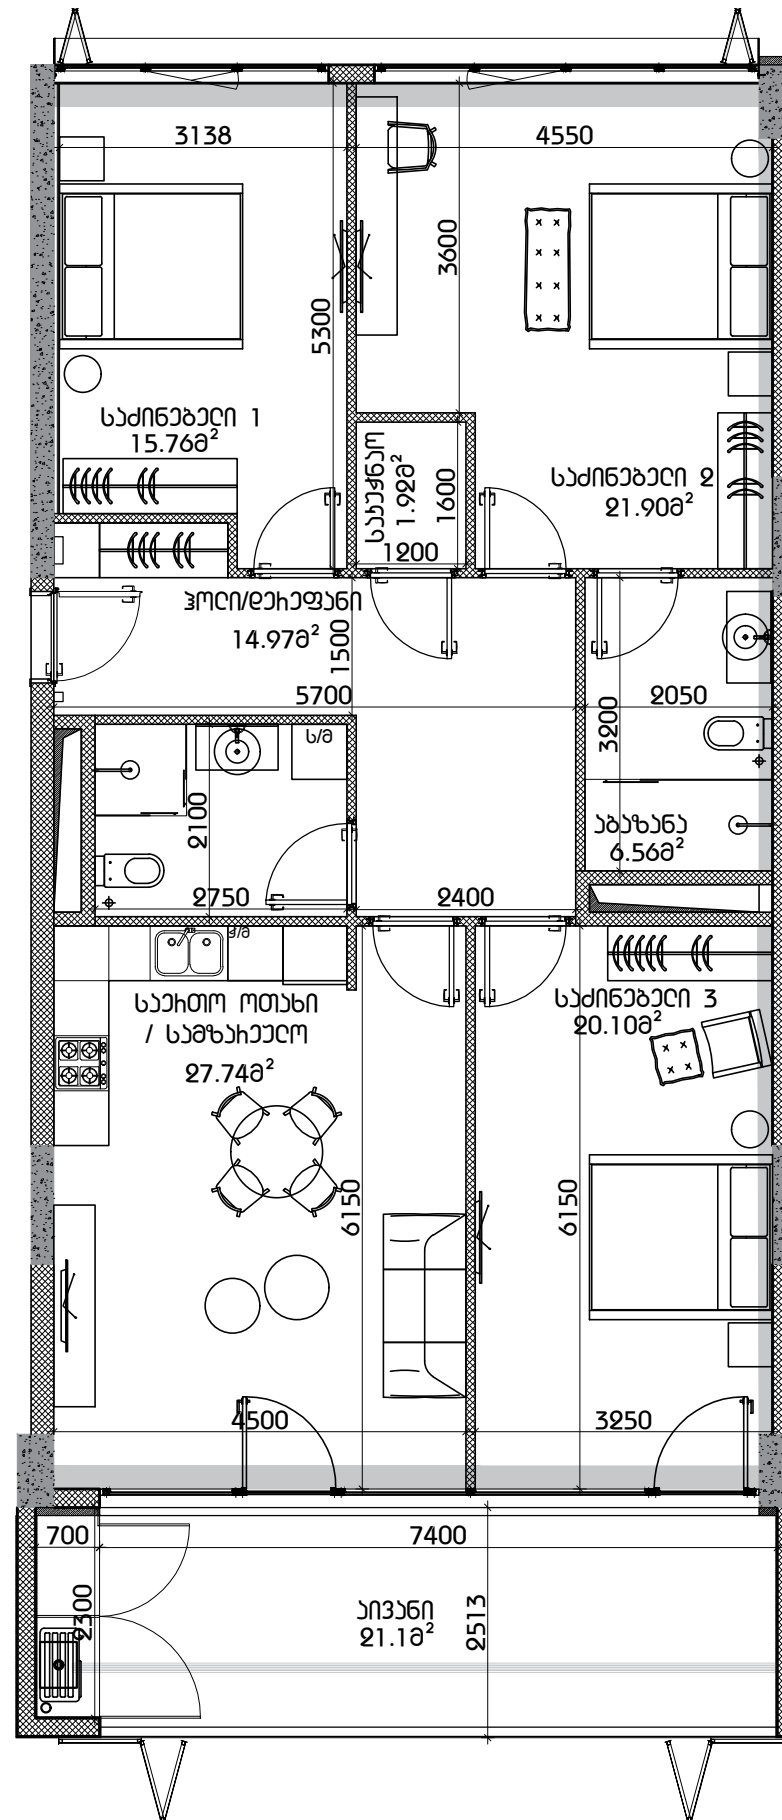 3138
4550
3600
5300
საძინებელი 1
15.76მ²
საკუჭნაო
1.92მ²
1600
1200
საძინებელი 2
21.90მ²
ჰოლი/დერეფანი
14.97მ²
1500
5700
2050
3200
ს/მ
2100
აბაზანა
6.56მ²
2750
2400
ჭ/მ
საერთო ოთახი
/ სამზარეულო
27.74მ²
საძინებელი 3
20.10მ²
6150
6150
4500
3250
700
7400
2300
აივანი
21.1მ²
2513